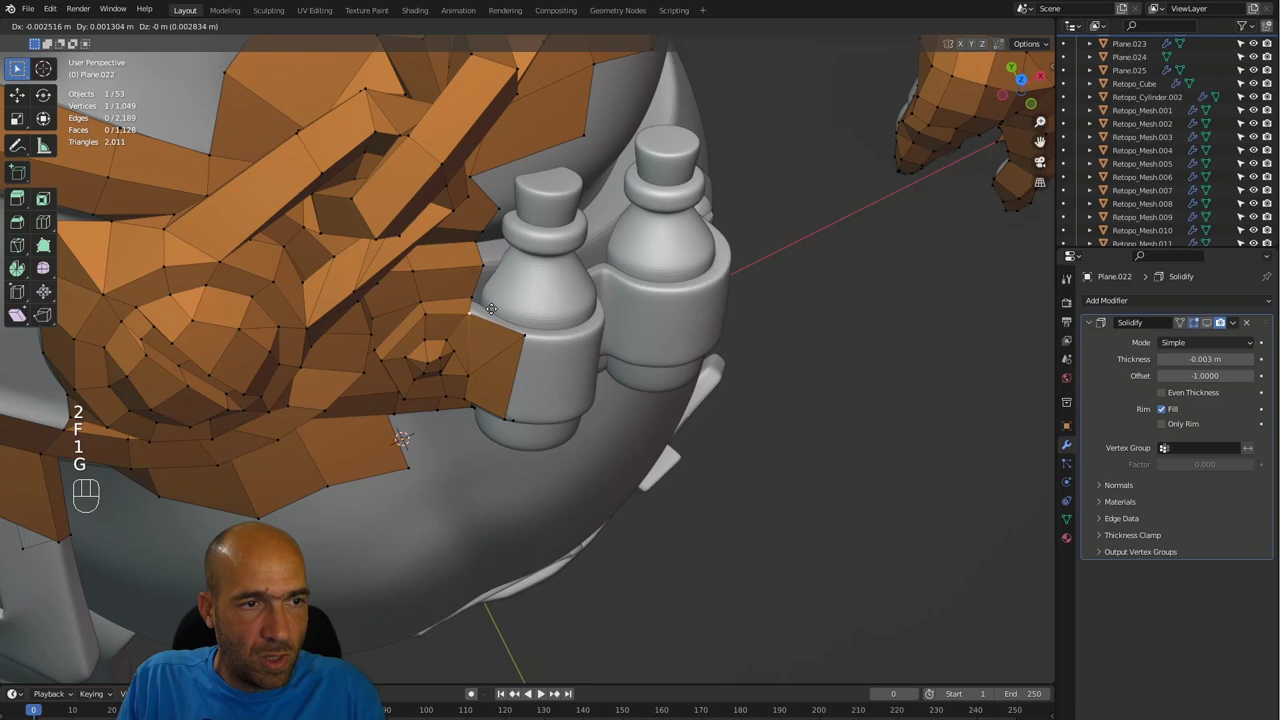 File Edit Render Window Help Layout Modeling Sculpting UV Editing Texture Paint Shading Animation Rendering Compositing Geometry Nodes Scripting + Scene ViewLayer
Dx: -0.002516 m Dy: 0.001304 m Dz: -0 m (0.002834 m)
X Y Z Options
User Perspective
(0) Plane.022
Objects 1/53
Vertices 1/1,049
Edges 0/2,189
Faces 0/1,128
Triangles 2,011
2
F
1
G
Y
X
Z
Plane.023
Plane.024
Plane.025
Retopo_Cube
Retopo_Cylinder.002
Retopo_Mesh.001
Retopo_Mesh.002
Retopo_Mesh.003
Retopo_Mesh.004
Retopo_Mesh.005
Retopo_Mesh.006
Retopo_Mesh.007
Retopo_Mesh.008
Retopo_Mesh.009
Retopo_Mesh.010
Retopo_Mesh.011
Plane.022 > Solidify
Add Modifier
Solidify
Mode Simple
Thickness -0.003 m
Offset -1.0000
Even Thickness
Rim Fill
Only Rim
Vertex Group
Factor 0.000
Normals
Materials
Edge Data
Thickness Clamp
Output Vertex Groups
Playback Keying 0 Start 1 End 250
0 10 70 80 90 100 110 120 130 140 150 160 170 180 190 200 210 220 230 240 250